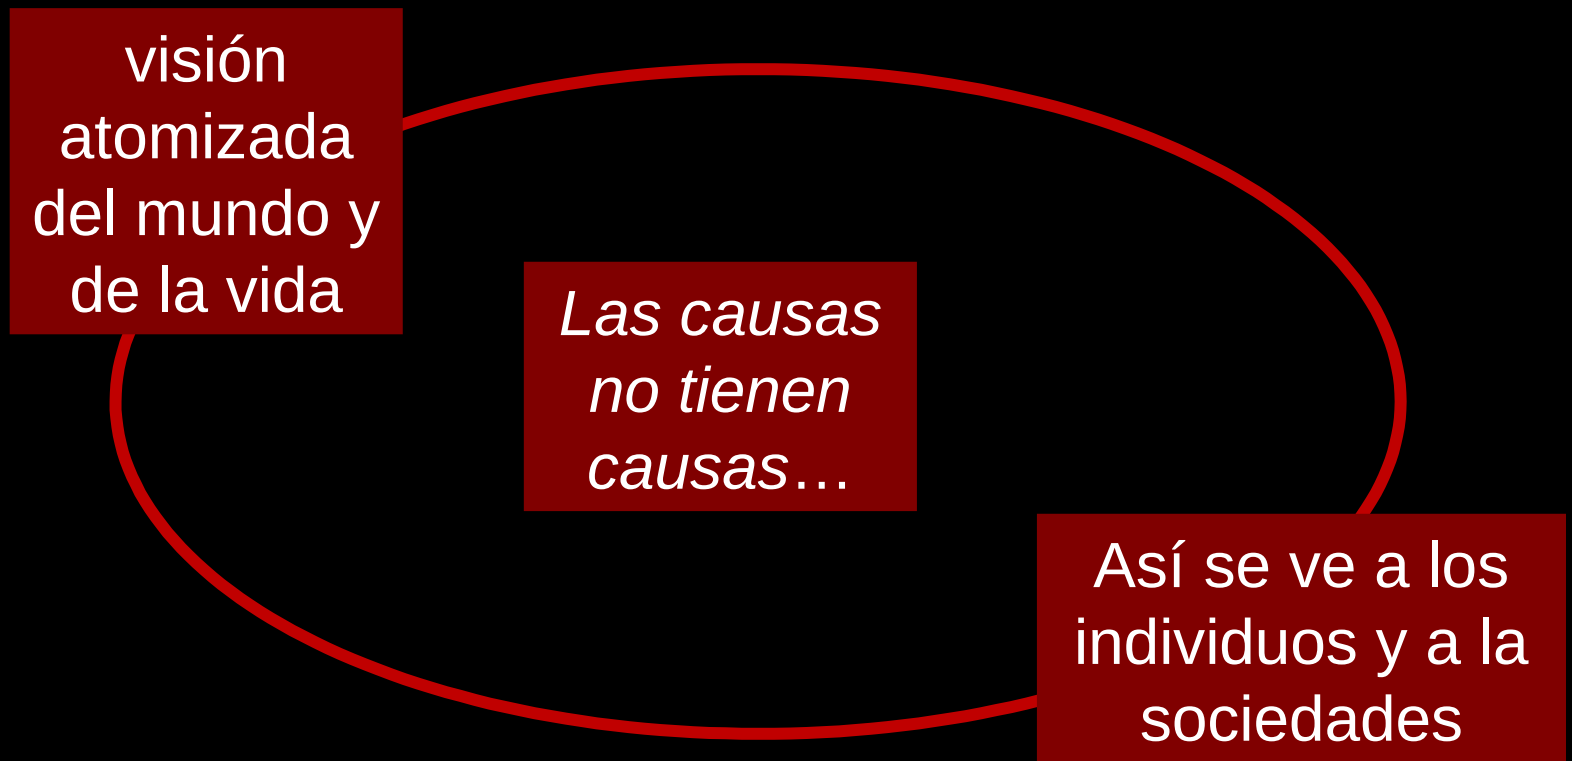 visión
atomizada
del mundo y
de la vida
Las causas
no tienen
causas…
Así se ve a los
individuos y a la
sociedades